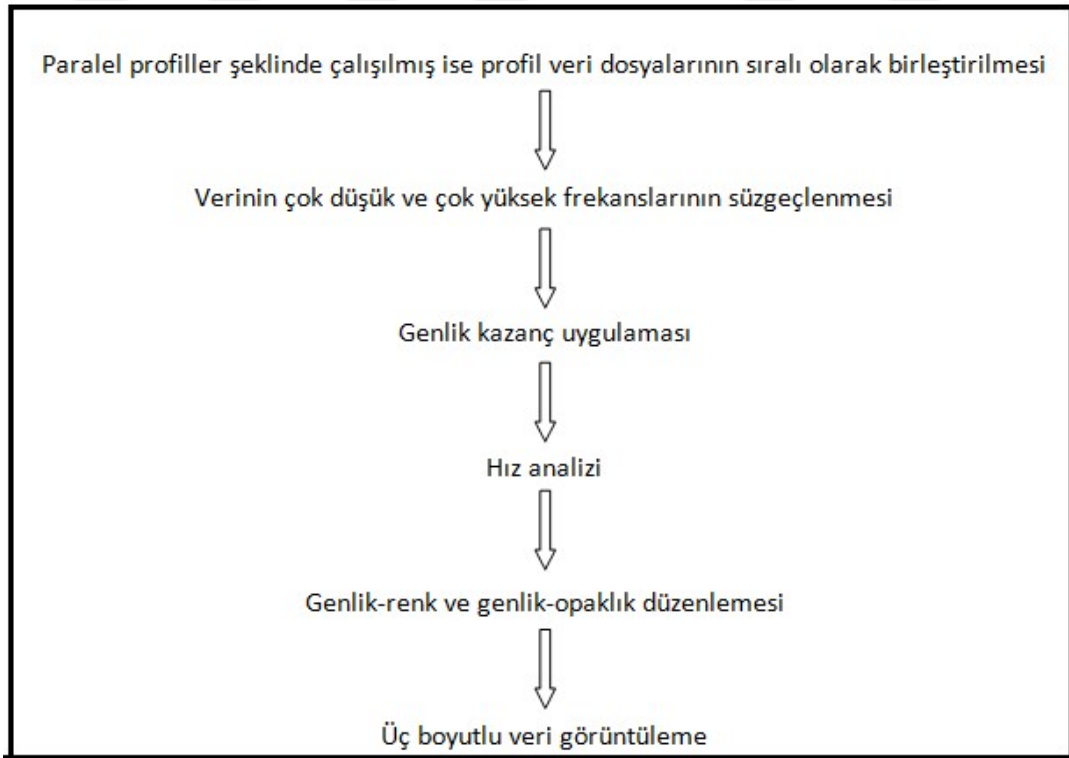 Paralel profiller şeklinde çalışılmış ise profil veri dosyalarının sıralı olarak birleştirilmesi
Verinin çok düşük ve çok yüksek frekanslarının süzgeçlenmesi
Genlik kazanç uygulaması
Hız analizi
Genlik-renk ve genlik-opaklık düzenlemesi
Üç boyutlu veri görüntüleme